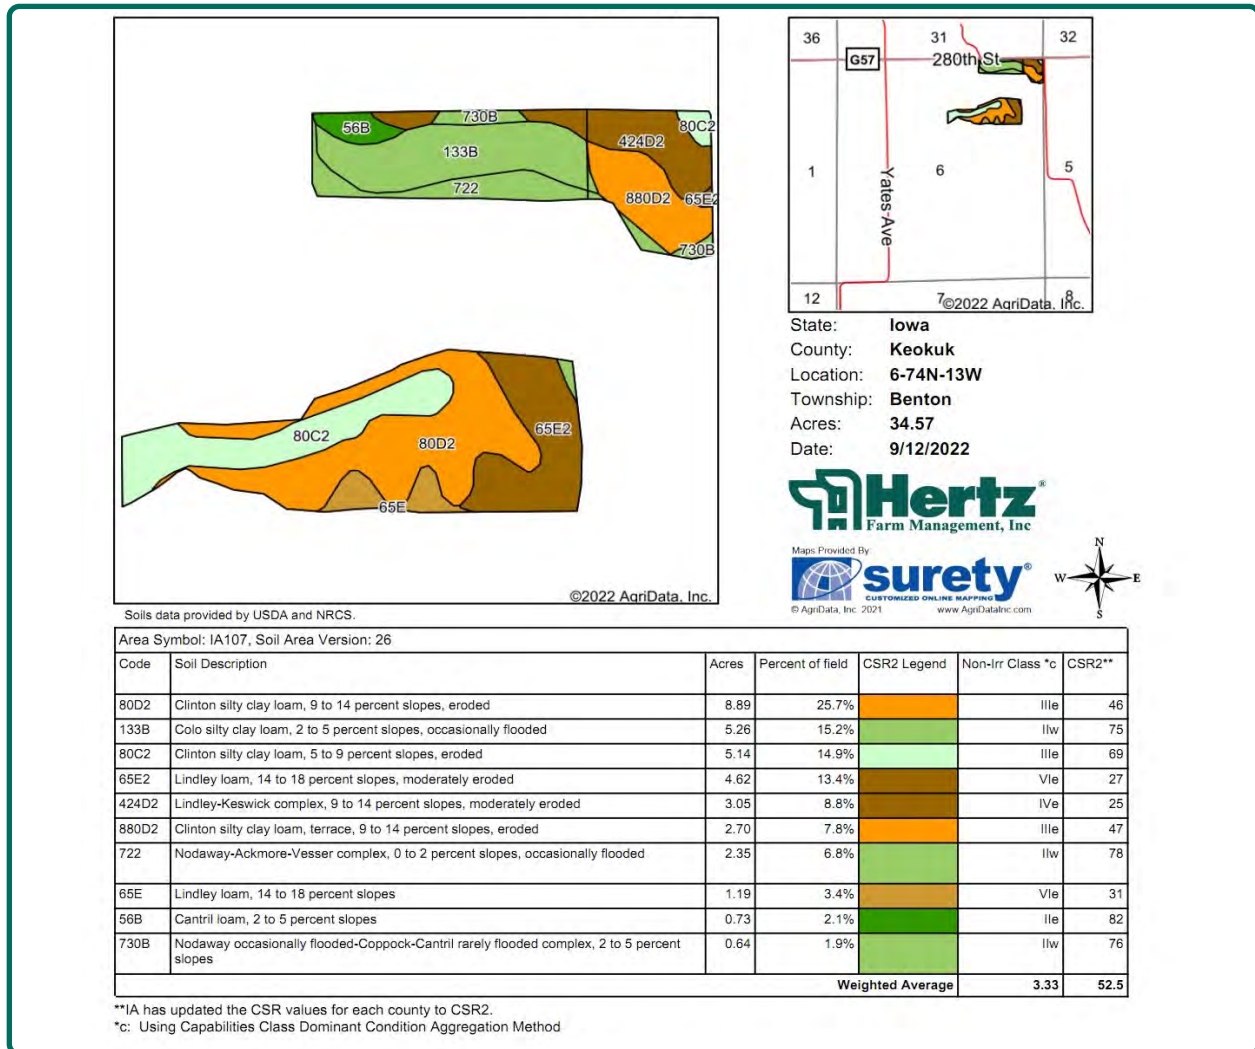 730B
56B
80C2
424D2
133B
722
880D2
65E2
730B
80C2
80D2
65E2
65E
©2022 AgriData, Inc.
Soils data provided by USDA and NRCS.
36
31
32
G57
280th St
1
6
5
Yates Ave
12
7
8
©2022 AgriData, Inc.
State: Iowa
County: Keokuk
Location: 6-74N-13W
Township: Benton
Acres: 34.57
Date: 9/12/2022
Hertz®
Farm Management, Inc
Maps Provided By
surety®
CUSTOMIZED ONLINE MAPPING
© AgriData, Inc. 2021 www.AgriDataInc.com
N
W E
S
Area Symbol: IA107, Soil Area Version: 26
Code Soil Description Acres Percent of field CSR2 Legend Non-Irr Class *c CSR2**
80D2 Clinton silty clay loam, 9 to 14 percent slopes, eroded 8.89 25.7% IIIe 46
133B Colo silty clay loam, 2 to 5 percent slopes, occasionally flooded 5.26 15.2% IIw 75
80C2 Clinton silty clay loam, 5 to 9 percent slopes, eroded 5.14 14.9% IIIe 69
65E2 Lindley loam, 14 to 18 percent slopes, moderately eroded 4.62 13.4% VIe 27
424D2 Lindley-Keswick complex, 9 to 14 percent slopes, moderately eroded 3.05 8.8% IVe 25
880D2 Clinton silty clay loam, terrace, 9 to 14 percent slopes, eroded 2.70 7.8% IIIe 47
722 Nodaway-Ackmore-Vesser complex, 0 to 2 percent slopes, occasionally flooded 2.35 6.8% IIw 78
65E Lindley loam, 14 to 18 percent slopes 1.19 3.4% VIe 31
56B Cantril loam, 2 to 5 percent slopes 0.73 2.1% IIe 82
730B Nodaway occasionally flooded-Coppock-Cantril rarely flooded complex, 2 to 5 percent 0.64 1.9% IIw 76
slopes
Weighted Average 3.33 52.5
**IA has updated the CSR values for each county to CSR2.
*c: Using Capabilities Class Dominant Condition Aggregation Method